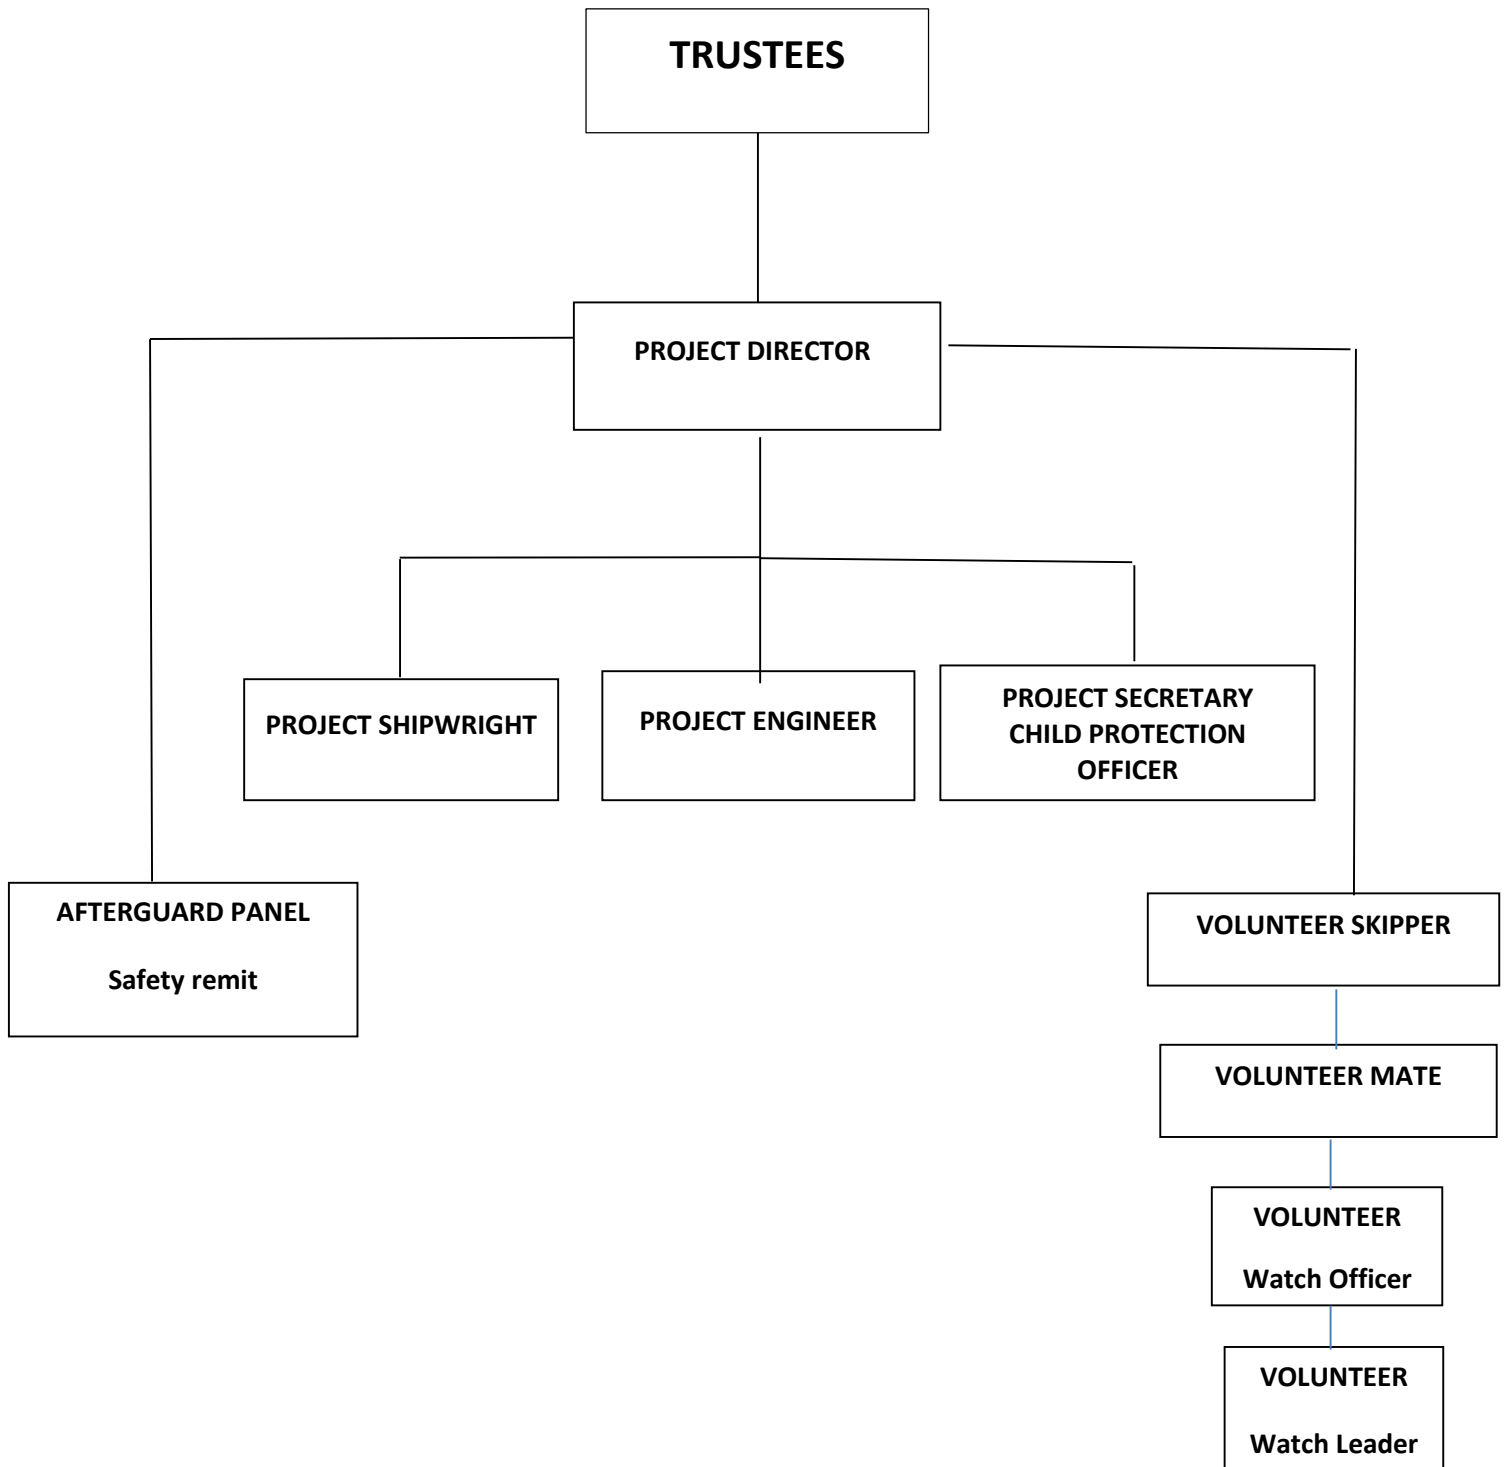 TRUSTEES
PROJECT DIRECTOR
PROJECT SHIPWRIGHT
PROJECT ENGINEER
PROJECT SECRETARY
CHILD PROTECTION
OFFICER
AFTERGUARD PANEL
Safety remit
VOLUNTEER SKIPPER
VOLUNTEER MATE
VOLUNTEER
Watch Officer
VOLUNTEER
Watch Leader